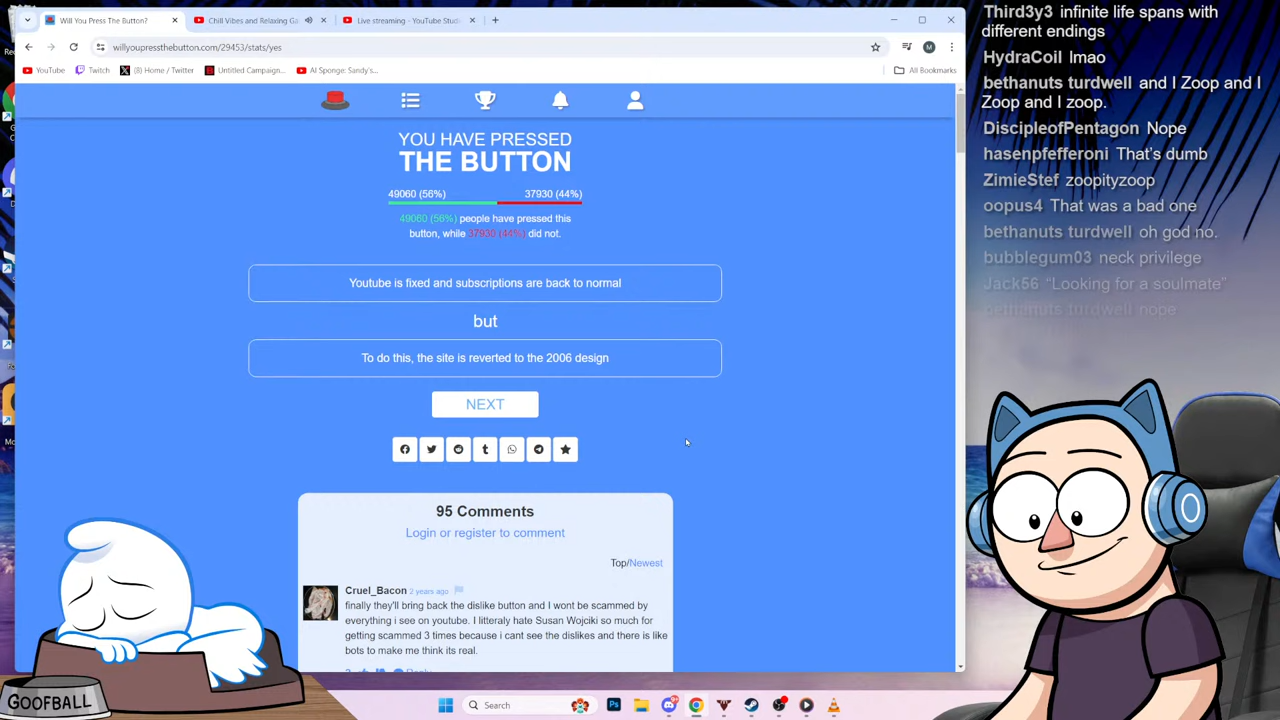 Will You Press The Button?
Chill Vibes and Relaxing Ga
Live streaming - YouTube Studi
willyoupressthebutton.com/29453/stats/yes
YouTube
Twitch
(8) Home / Twitter
Untitled Campaign...
AI Sponge: Sandy's...
All Bookmarks
M
YOU HAVE PRESSED
THE BUTTON
49060 (56%) 37930 (44%)
49060 (56%) people have pressed this
button, while 37930 (44%) did not.
Youtube is fixed and subscriptions are back to normal
but
To do this, the site is reverted to the 2006 design
NEXT
95 Comments
Login or register to comment
Top/Newest
Cruel_Bacon 2 years ago
finally they'll bring back the dislike button and I wont be scammed by
everything i see on youtube. I litteraly hate Susan Wojciki so much for
getting scammed 3 times because i cant see the dislikes and there is like
bots to make me think its real.
Reply
Third3y3 infinite life spans with
different endings
HydraCoil lmao
bethanuts turdwell and I Zoop and I
Zoop and I zoop.
DiscipleofPentagon Nope
hasenpfefferoni That's dumb
ZimieStef zoopityzoop
oopus4 That was a bad one
bethanuts turdwell oh god no.
bubblegum03 neck privilege
Jack56 "Looking for a soulmate"
bethanuts turdwell nope
GOOFBALL
Search
Ps